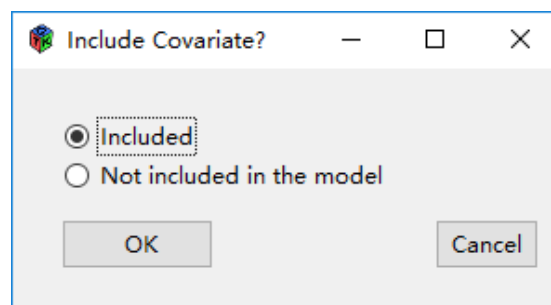 Include Covariate?
Included
Not included in the model
OK Cancel